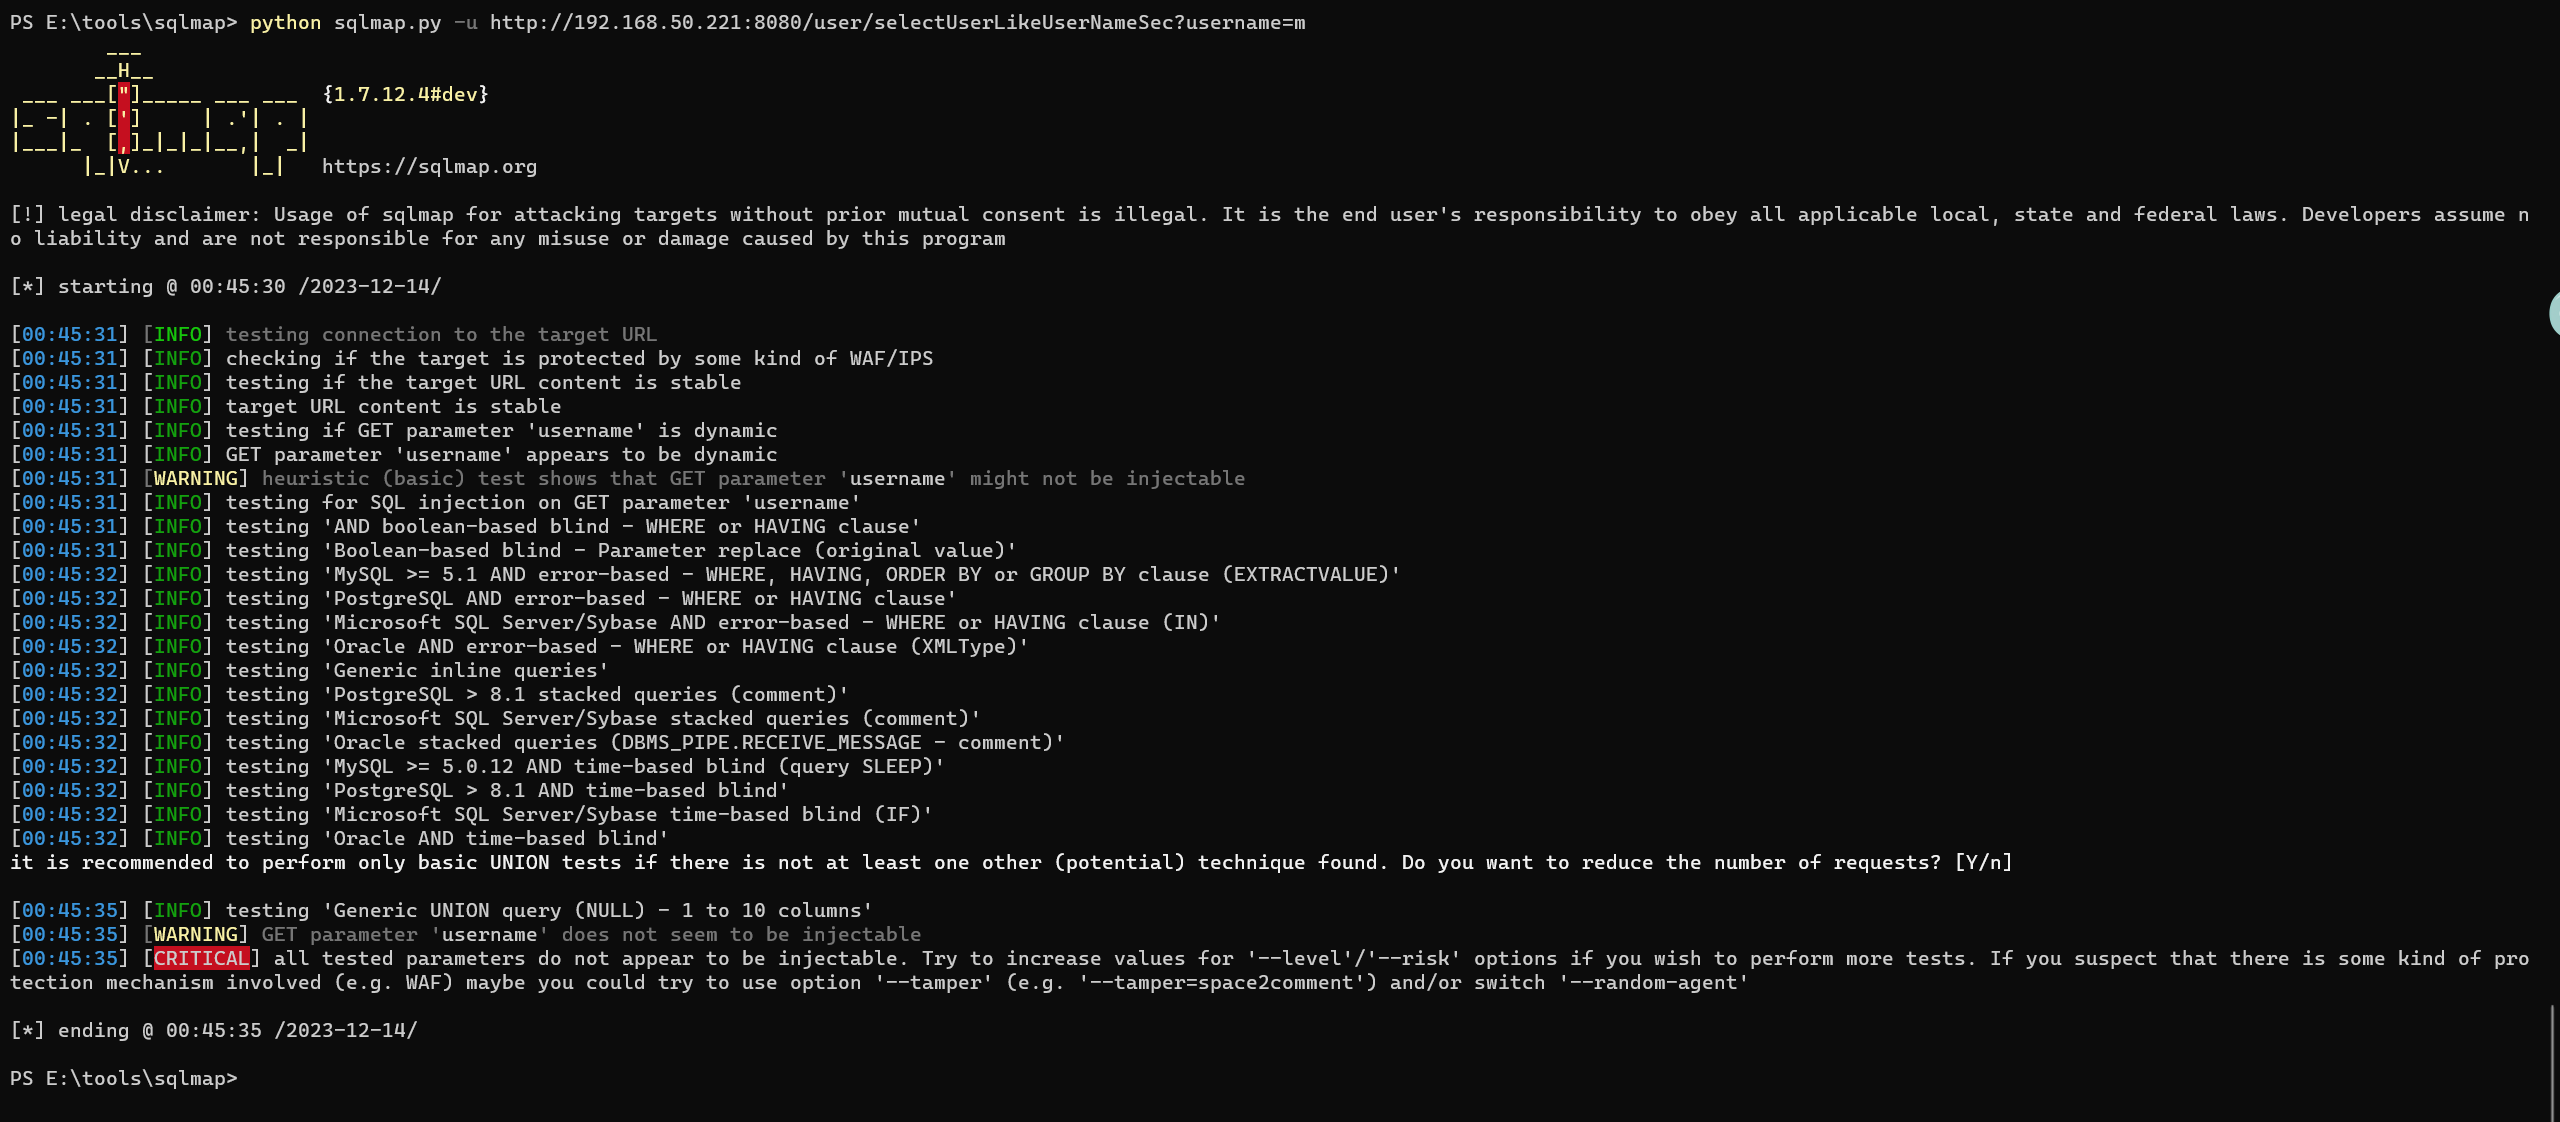 PS E:\tools\sqlmap> python sqlmap.py -u http://192.168.50.221:8080/user/selectUserLikeUserNameSec?username=m
        ___
       __H__
 ___ ___["]_____ ___ ___  {1.7.12.4#dev}
|_ -| . [']     | .'| . |
|___|_  [,]_|_|_|__,|  _|
      |_|V...       |_|   https://sqlmap.org
[!] legal disclaimer: Usage of sqlmap for attacking targets without prior mutual consent is illegal. It is the end user's responsibility to obey all applicable local, state and federal laws. Developers assume n
o liability and are not responsible for any misuse or damage caused by this program
[*] starting @ 00:45:30 /2023-12-14/
[00:45:31] [INFO] testing connection to the target URL
[00:45:31] [INFO] checking if the target is protected by some kind of WAF/IPS
[00:45:31] [INFO] testing if the target URL content is stable
[00:45:31] [INFO] target URL content is stable
[00:45:31] [INFO] testing if GET parameter 'username' is dynamic
[00:45:31] [INFO] GET parameter 'username' appears to be dynamic
[00:45:31] [WARNING] heuristic (basic) test shows that GET parameter 'username' might not be injectable
[00:45:31] [INFO] testing for SQL injection on GET parameter 'username'
[00:45:31] [INFO] testing 'AND boolean-based blind - WHERE or HAVING clause'
[00:45:31] [INFO] testing 'Boolean-based blind - Parameter replace (original value)'
[00:45:32] [INFO] testing 'MySQL >= 5.1 AND error-based - WHERE, HAVING, ORDER BY or GROUP BY clause (EXTRACTVALUE)'
[00:45:32] [INFO] testing 'PostgreSQL AND error-based - WHERE or HAVING clause'
[00:45:32] [INFO] testing 'Microsoft SQL Server/Sybase AND error-based - WHERE or HAVING clause (IN)'
[00:45:32] [INFO] testing 'Oracle AND error-based - WHERE or HAVING clause (XMLType)'
[00:45:32] [INFO] testing 'Generic inline queries'
[00:45:32] [INFO] testing 'PostgreSQL > 8.1 stacked queries (comment)'
[00:45:32] [INFO] testing 'Microsoft SQL Server/Sybase stacked queries (comment)'
[00:45:32] [INFO] testing 'Oracle stacked queries (DBMS_PIPE.RECEIVE_MESSAGE - comment)'
[00:45:32] [INFO] testing 'MySQL >= 5.0.12 AND time-based blind (query SLEEP)'
[00:45:32] [INFO] testing 'PostgreSQL > 8.1 AND time-based blind'
[00:45:32] [INFO] testing 'Microsoft SQL Server/Sybase time-based blind (IF)'
[00:45:32] [INFO] testing 'Oracle AND time-based blind'
it is recommended to perform only basic UNION tests if there is not at least one other (potential) technique found. Do you want to reduce the number of requests? [Y/n]
[00:45:35] [INFO] testing 'Generic UNION query (NULL) - 1 to 10 columns'
[00:45:35] [WARNING] GET parameter 'username' does not seem to be injectable
[00:45:35] [CRITICAL] all tested parameters do not appear to be injectable. Try to increase values for '--level'/'--risk' options if you wish to perform more tests. If you suspect that there is some kind of pro
tection mechanism involved (e.g. WAF) maybe you could try to use option '--tamper' (e.g. '--tamper=space2comment') and/or switch '--random-agent'
[*] ending @ 00:45:35 /2023-12-14/
PS E:\tools\sqlmap>